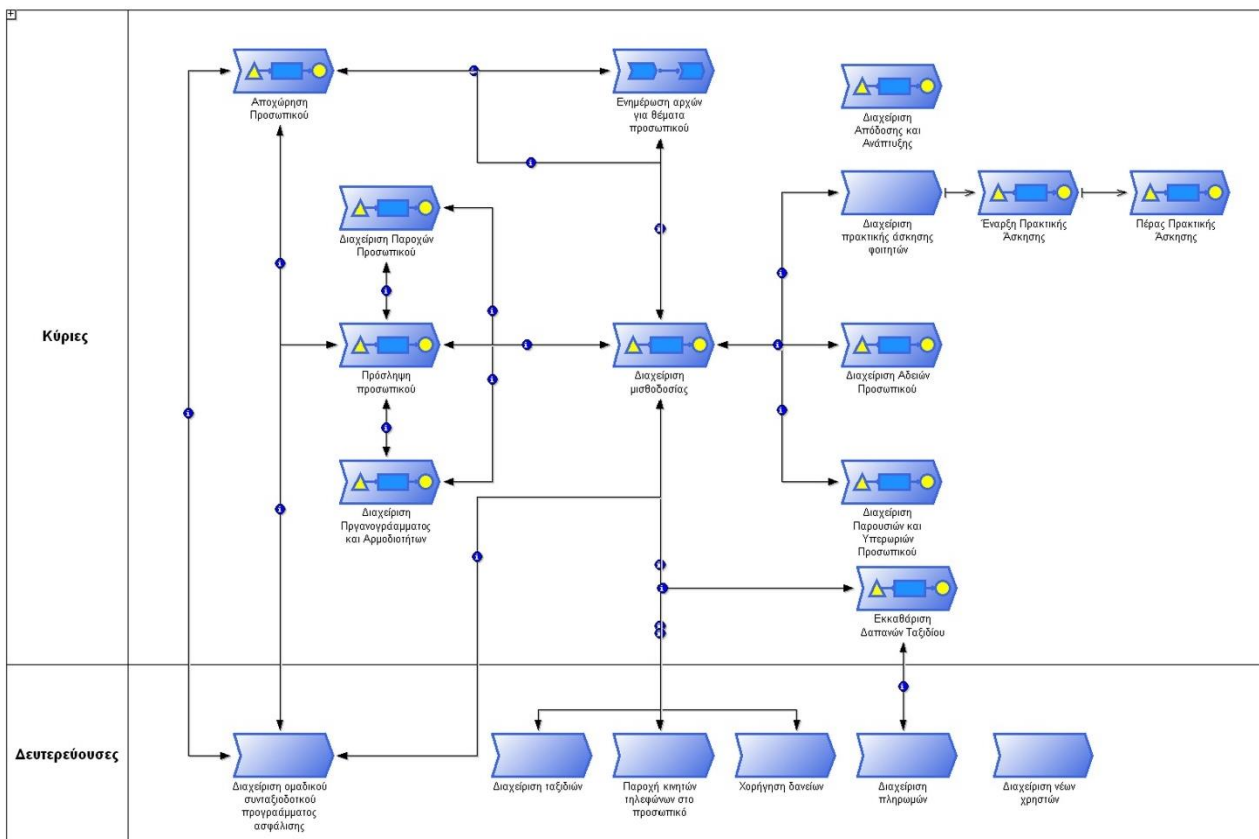 Κύριες
Αποχώρηση
Προσωπικού
Ενημέρωση αρχών
για θέματα
προσωπικού
Διαχείριση
Απόδοσης και
Ανάπτυξης
Διαχείριση Παροχών
Προσωπικού
Διαχείριση
πρακτικής άσκησης
φοιτητών
Έναρξη Πρακτικής
Άσκησης
Πέρας Πρακτικής
Άσκησης
Πρόσληψη
προσωπικού
Διαχείριση
μισθοδοσίας
Διαχείριση Αδειών
Προσωπικού
Διαχείριση
Πργανογράαμματος
και Αρμοδιοτήτων
Διαχείριση
Παρουσιών και
Υπερωριών
Προσωπικού
Εκκαθάριση
Δαπανών Ταξιδίου
Δευτερεύουσες
Διαχείριση ομαδικού
συνταξιοδοτκού
προγραάμματος
ασφάλισης
Διαχείριση ταξιδιών
Παροχή κινητών
τηλεφώνων στο
προσωπικό
Χορήγηση δανείων
Διαχείριση
πληρωμών
Διαχείριση νέων
χρηστών